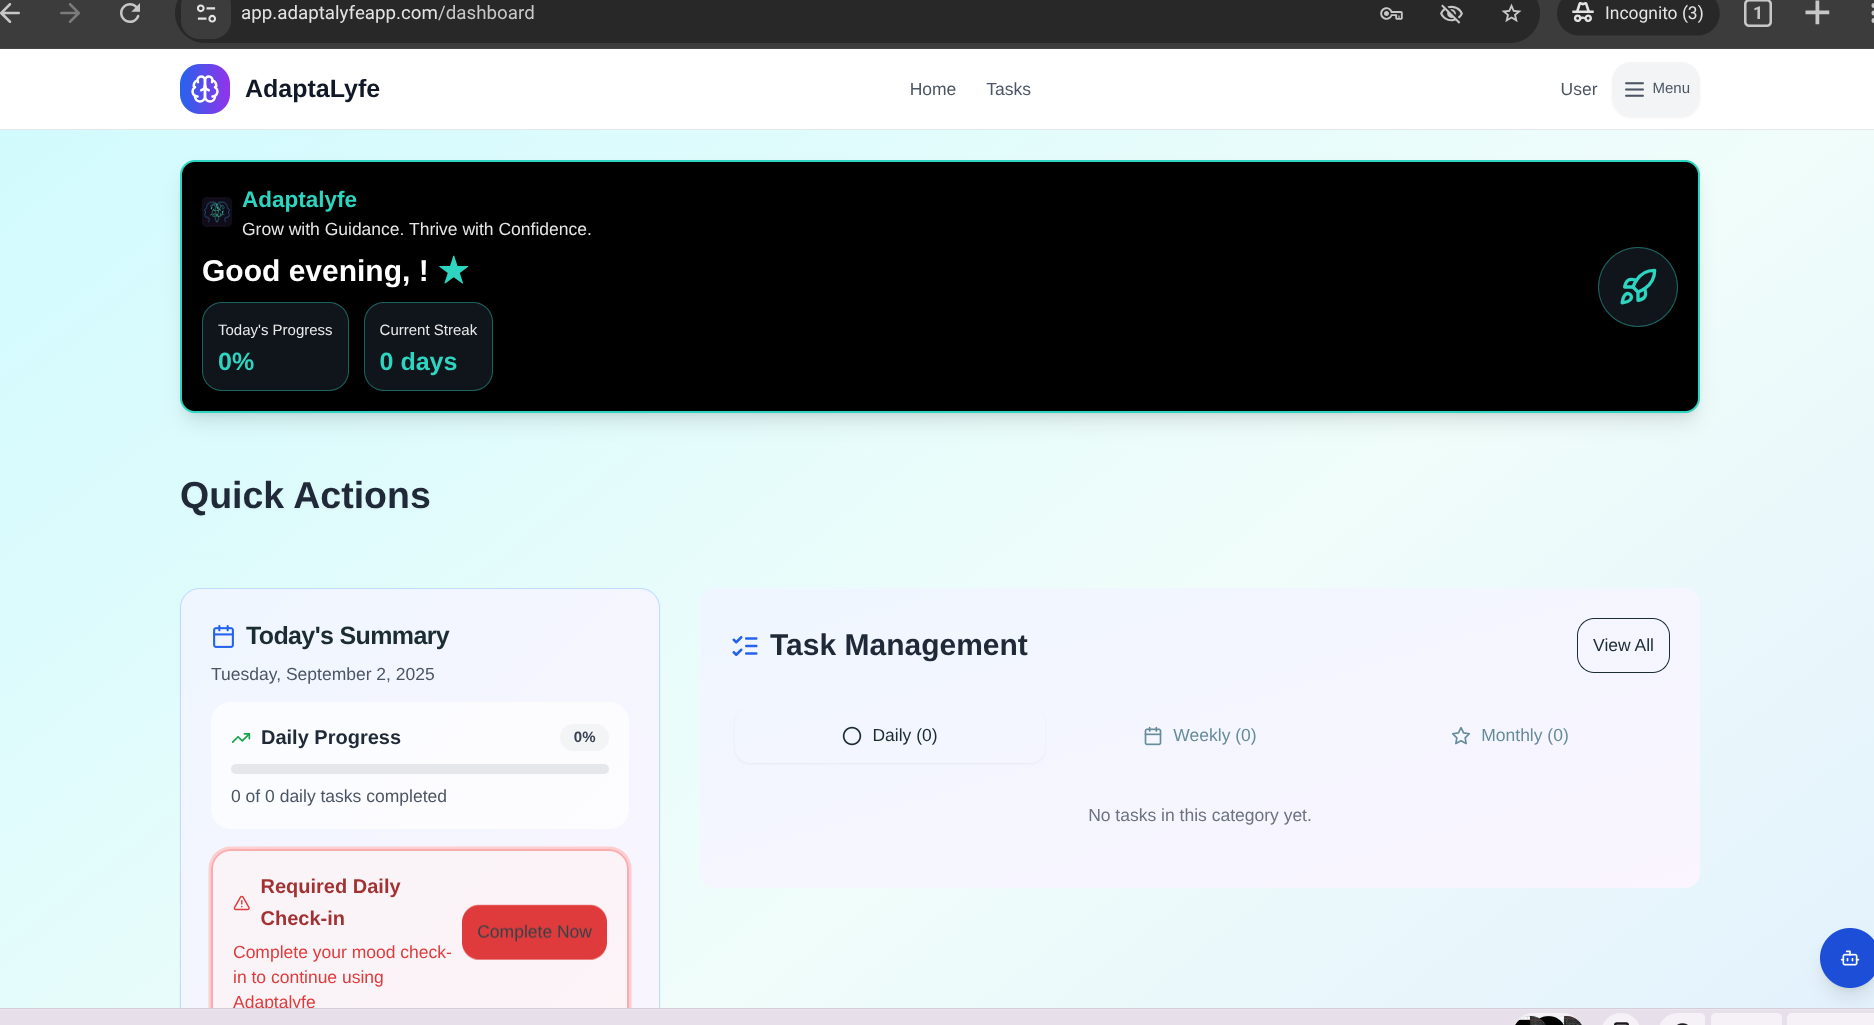 app.adaptalyfeapp.com/dashboard
Incognito (3)
1
AdaptaLyfe
Home
Tasks
User
Menu
Adaptalyfe
Grow with Guidance. Thrive with Confidence.
Good evening, !
Today's Progress
0%
Current Streak
0 days
Quick Actions
Today's Summary
Tuesday, September 2, 2025
Daily Progress
0%
0 of 0 daily tasks completed
Required Daily
Check-in
Complete your mood check-
in to continue using
Adaptalyfe
Complete Now
Task Management
View All
Daily (0)
Weekly (0)
Monthly (0)
No tasks in this category yet.